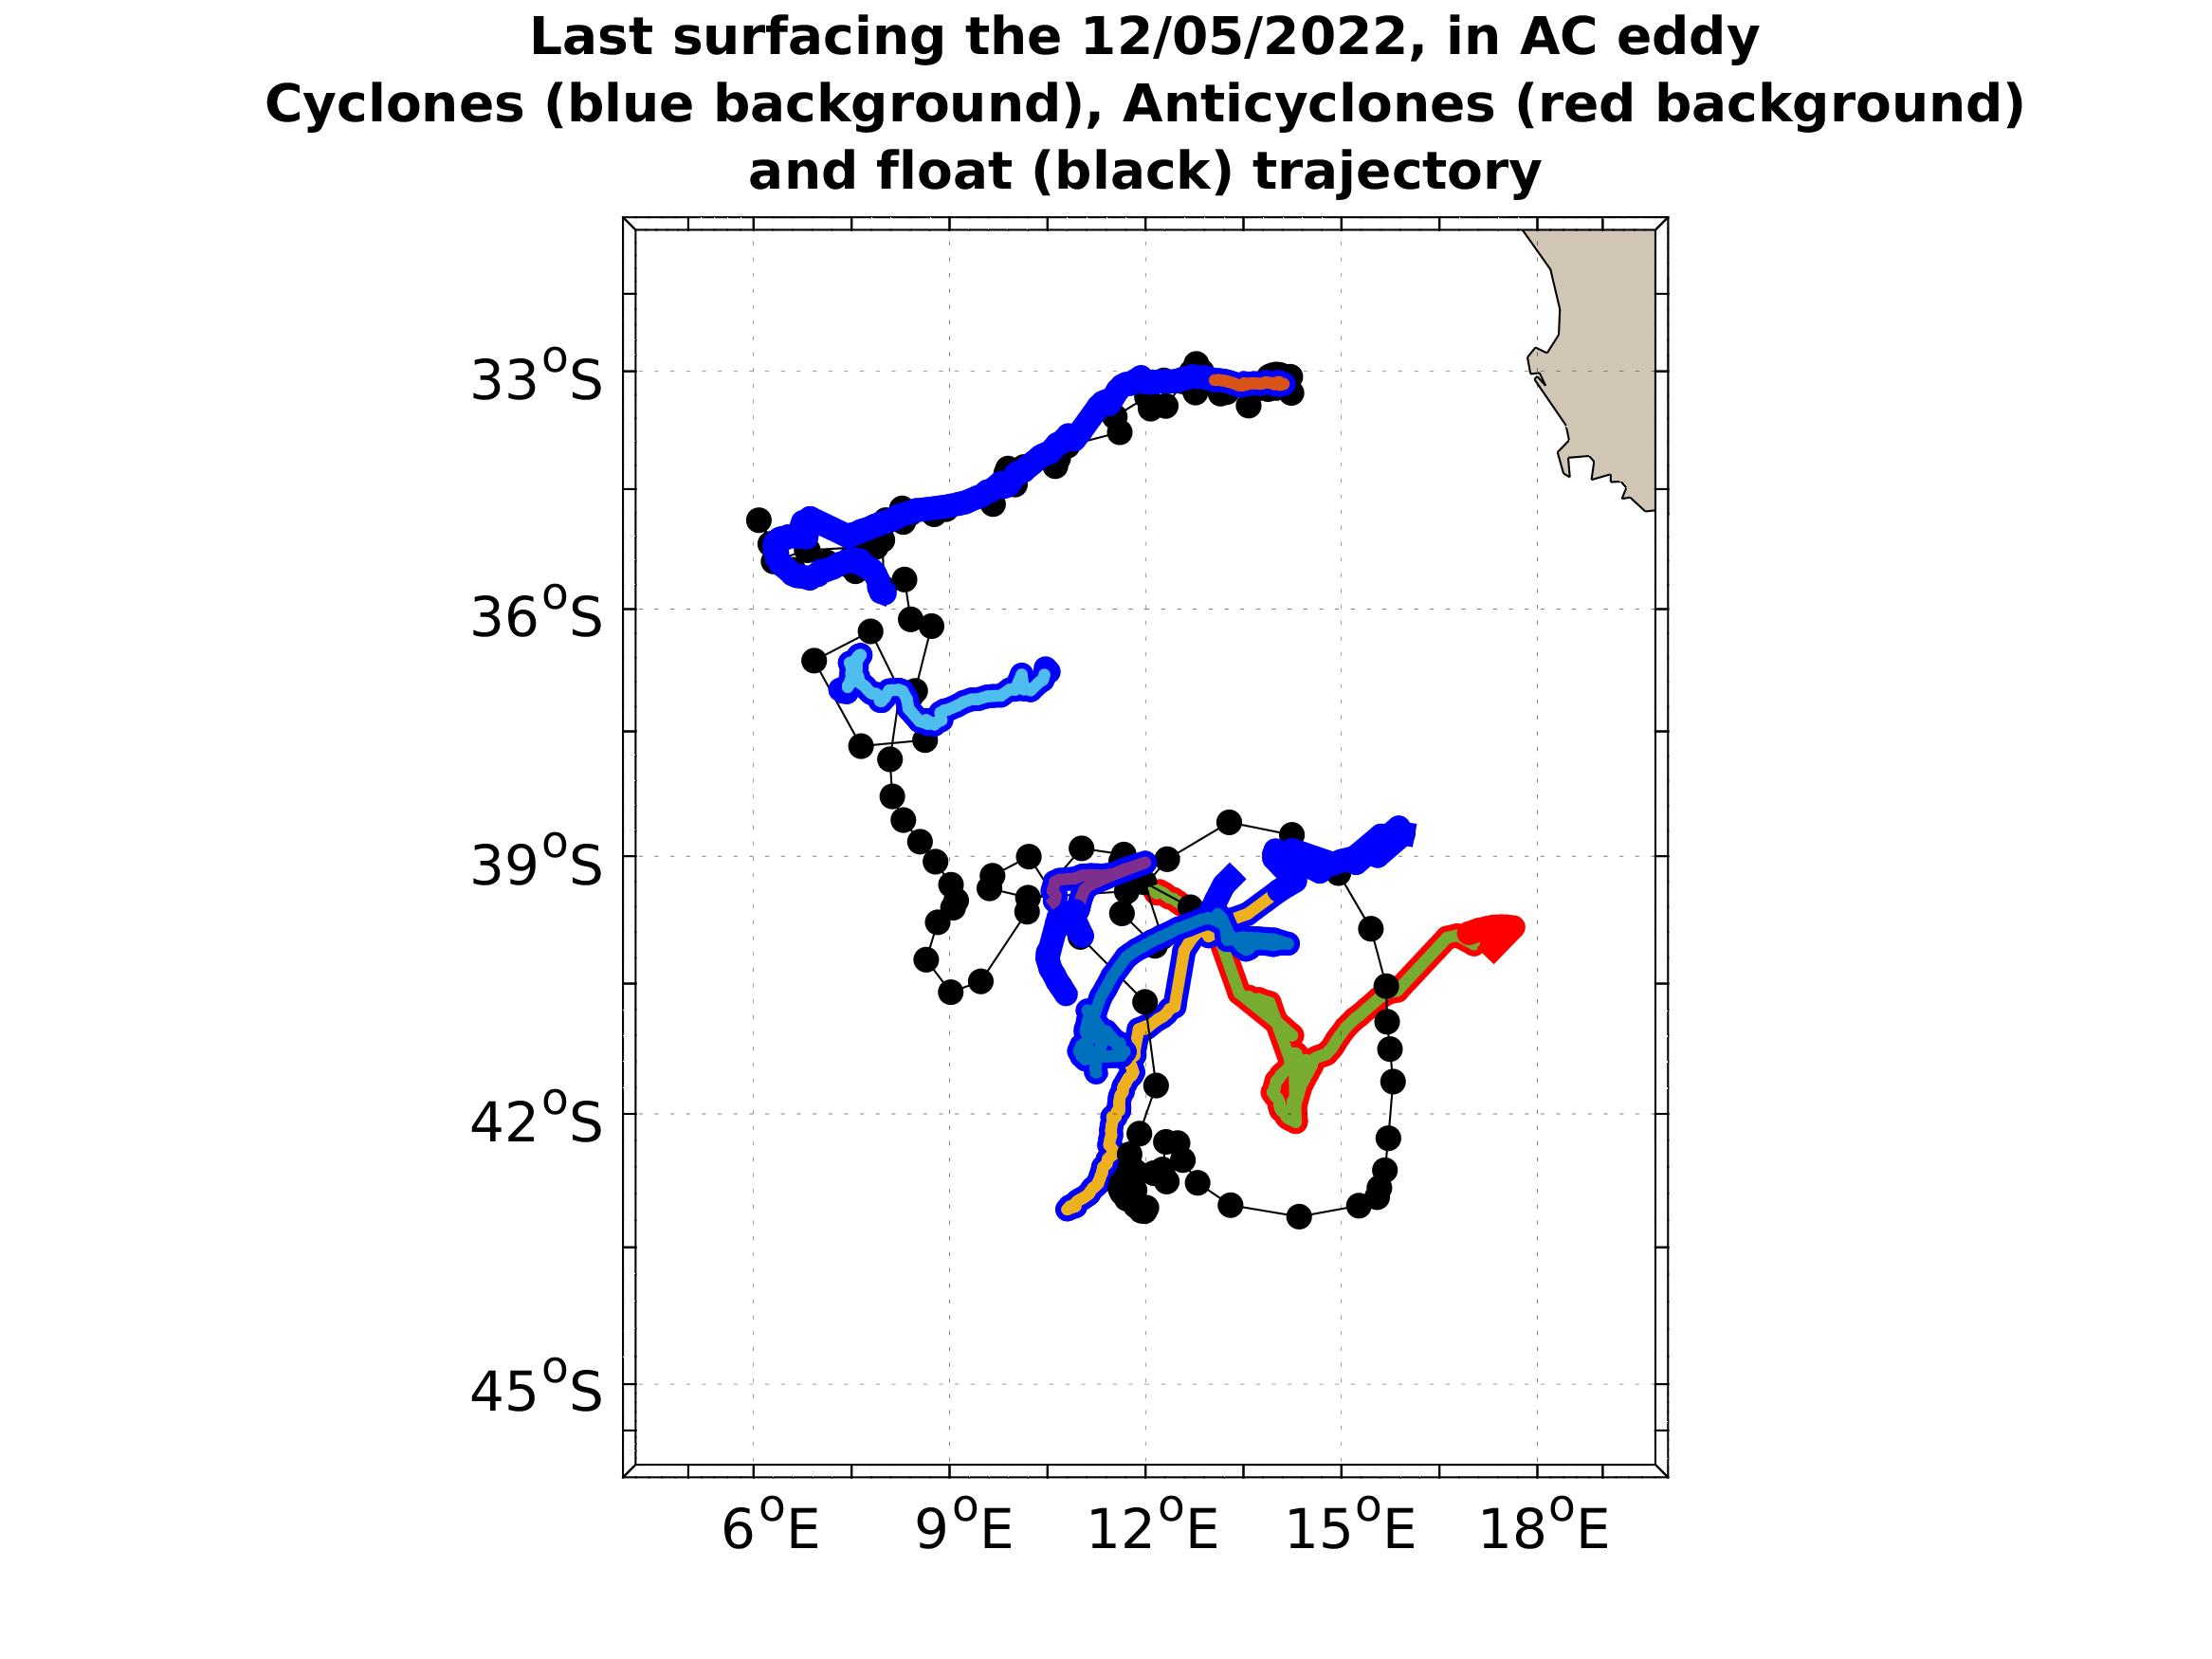 Last surfacing the 12/05/2022, in AC eddy
Cyclones (blue background), Anticyclones (red background)
and float (black) trajectory
33°S
36°S
39°S
42°S
45°S
6°E 9°E 12°E 15°E 18°E